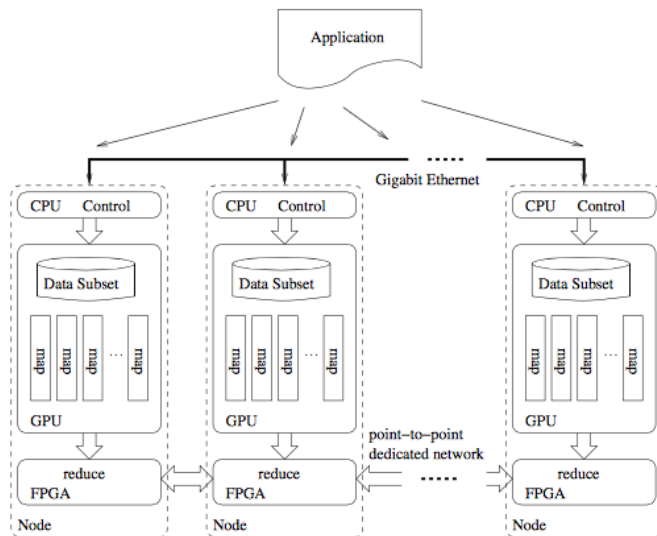 Application
Gigabit Ethernet
CPU Control
CPU Control
CPU Control
Data Subset
Data Subset
Data Subset
map map map ... map
map map map ... map
map map map ... map
GPU
GPU
GPU
point-to-point
dedicated network
reduce
FPGA
reduce
FPGA
reduce
FPGA
Node
Node
Node